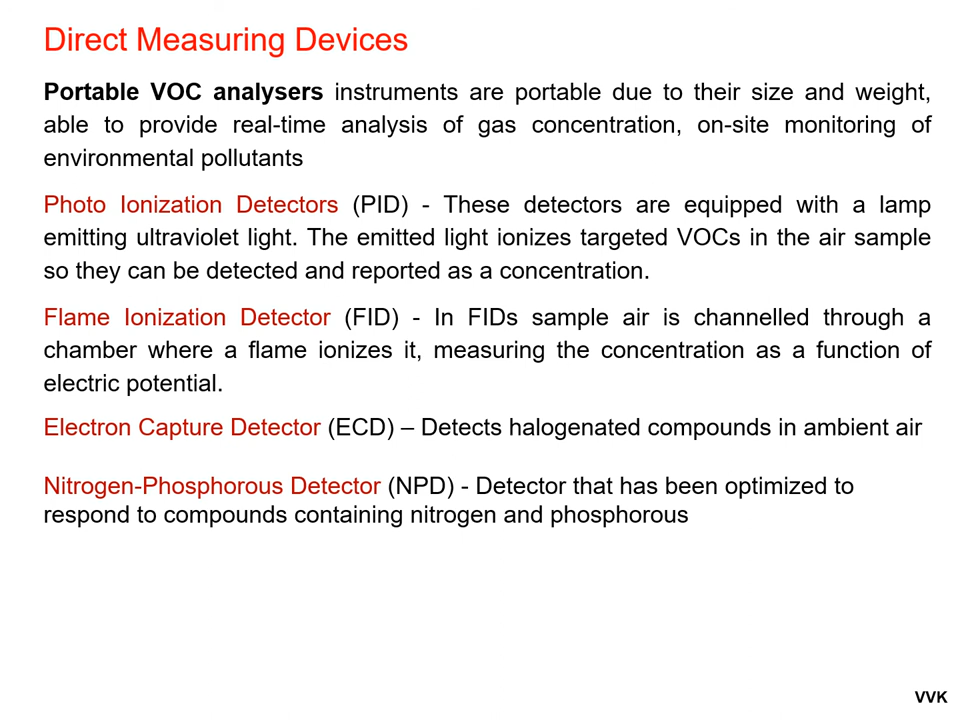 Direct Measuring Devices
Portable VOC analysers instruments are portable due to their size and weight,
able to provide real-time analysis of gas concentration, on-site monitoring of
environmental pollutants
Photo Ionization Detectors (PID) - These detectors are equipped with a lamp
emitting ultraviolet light. The emitted light ionizes targeted VOCs in the air sample
so they can be detected and reported as a concentration.
Flame Ionization Detector (FID) - In FIDs sample air is channelled through a
chamber where a flame ionizes it, measuring the concentration as a function of
electric potential.
Electron Capture Detector (ECD) – Detects halogenated compounds in ambient air
Nitrogen-Phosphorous Detector (NPD) - Detector that has been optimized to
respond to compounds containing nitrogen and phosphorous
VVK